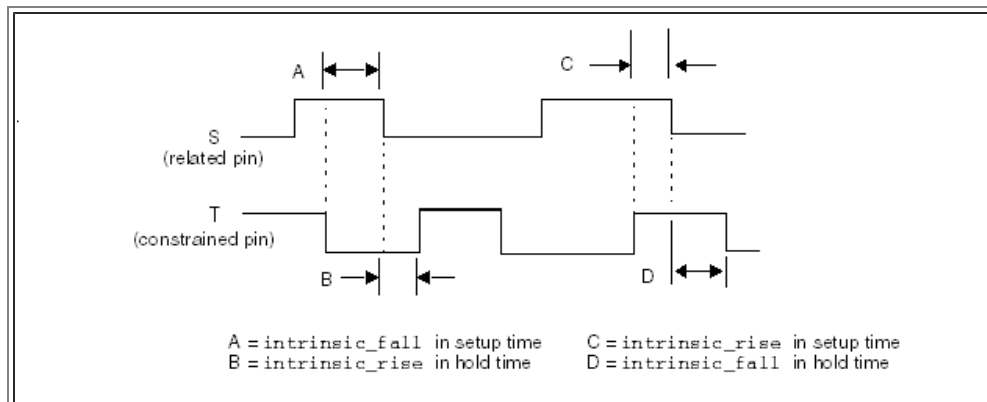 A
C
S
(related pin)
T
(constrained pin)
B
D
A = intrinsic_fall in setup time
C = intrinsic_rise in setup time
B = intrinsic_rise in hold time
D = intrinsic_fall in hold time